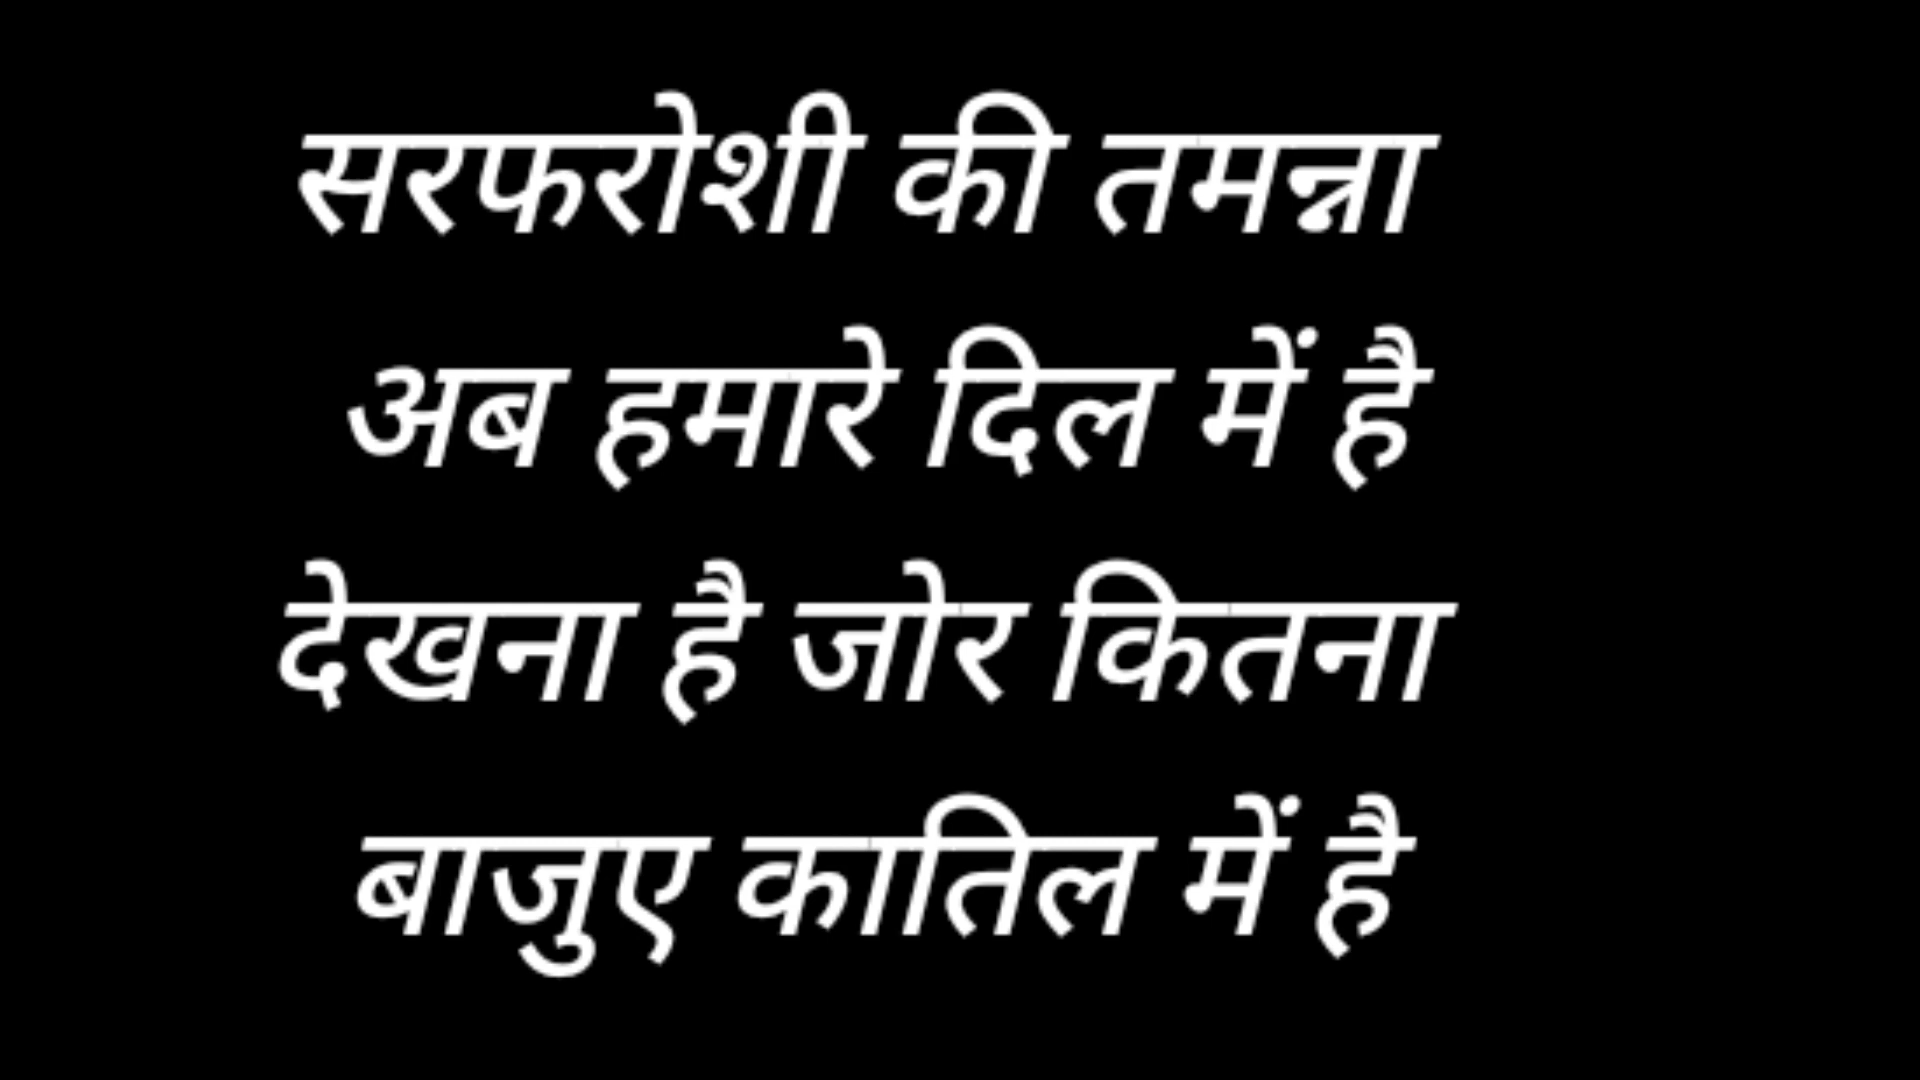 सरफरोशी की तमन्ना
अब हमारे दिल में है
देखना है जोर कितना
बाजुए कातिल में है